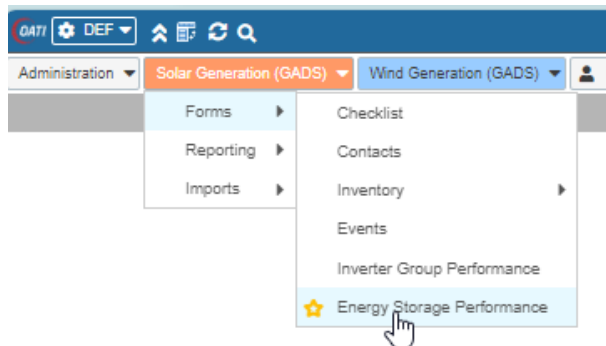 OATI DEF
Administration Solar Generation (GADS) Wind Generation (GADS)
Forms Checklist
Reporting Contacts
Imports Inventory
Events
Inverter Group Performance
Energy Storage Performance